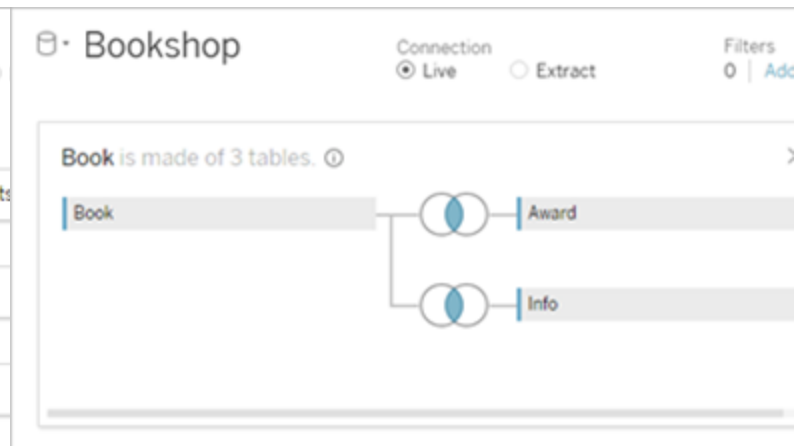 Bookshop
Connection
Live
Extract
Filters
0
Book is made of 3 tables.
Book
Award
Info